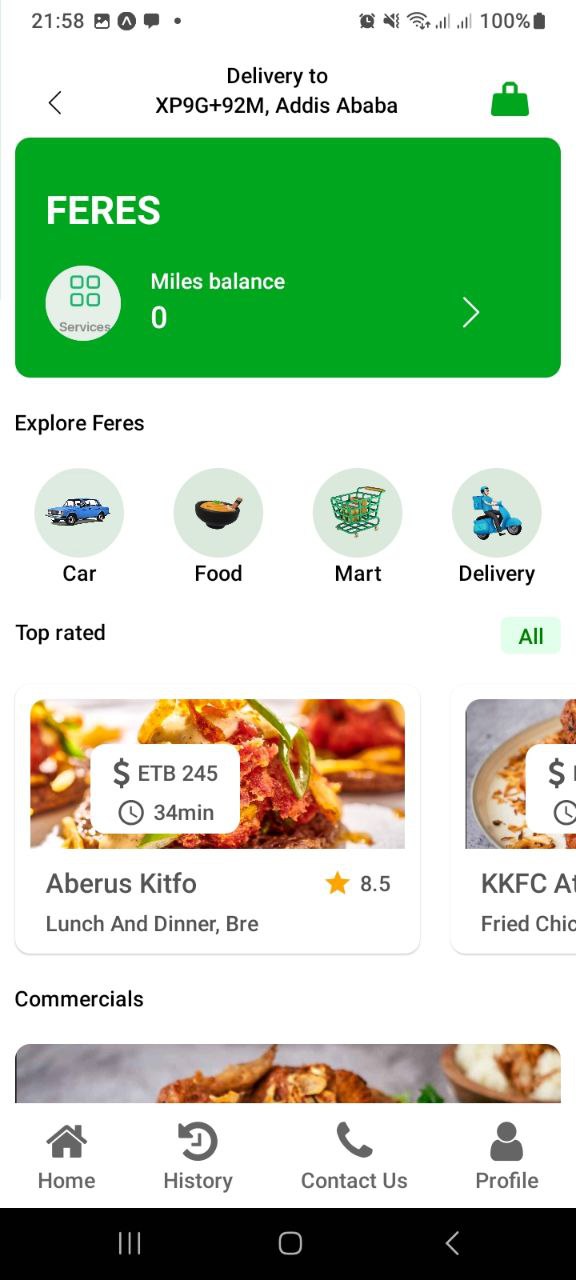 21:58
100%
Delivery to
XP9G+92M, Addis Ababa
FERES
Services
Miles balance
0
Explore Feres
Car
Food
Mart
Delivery
Top rated
All
$ ETB 245
34min
$
Aberus Kitfo
8.5
Lunch And Dinner, Bre
KKFC At
Fried Chic
Commercials
Home
History
Contact Us
Profile